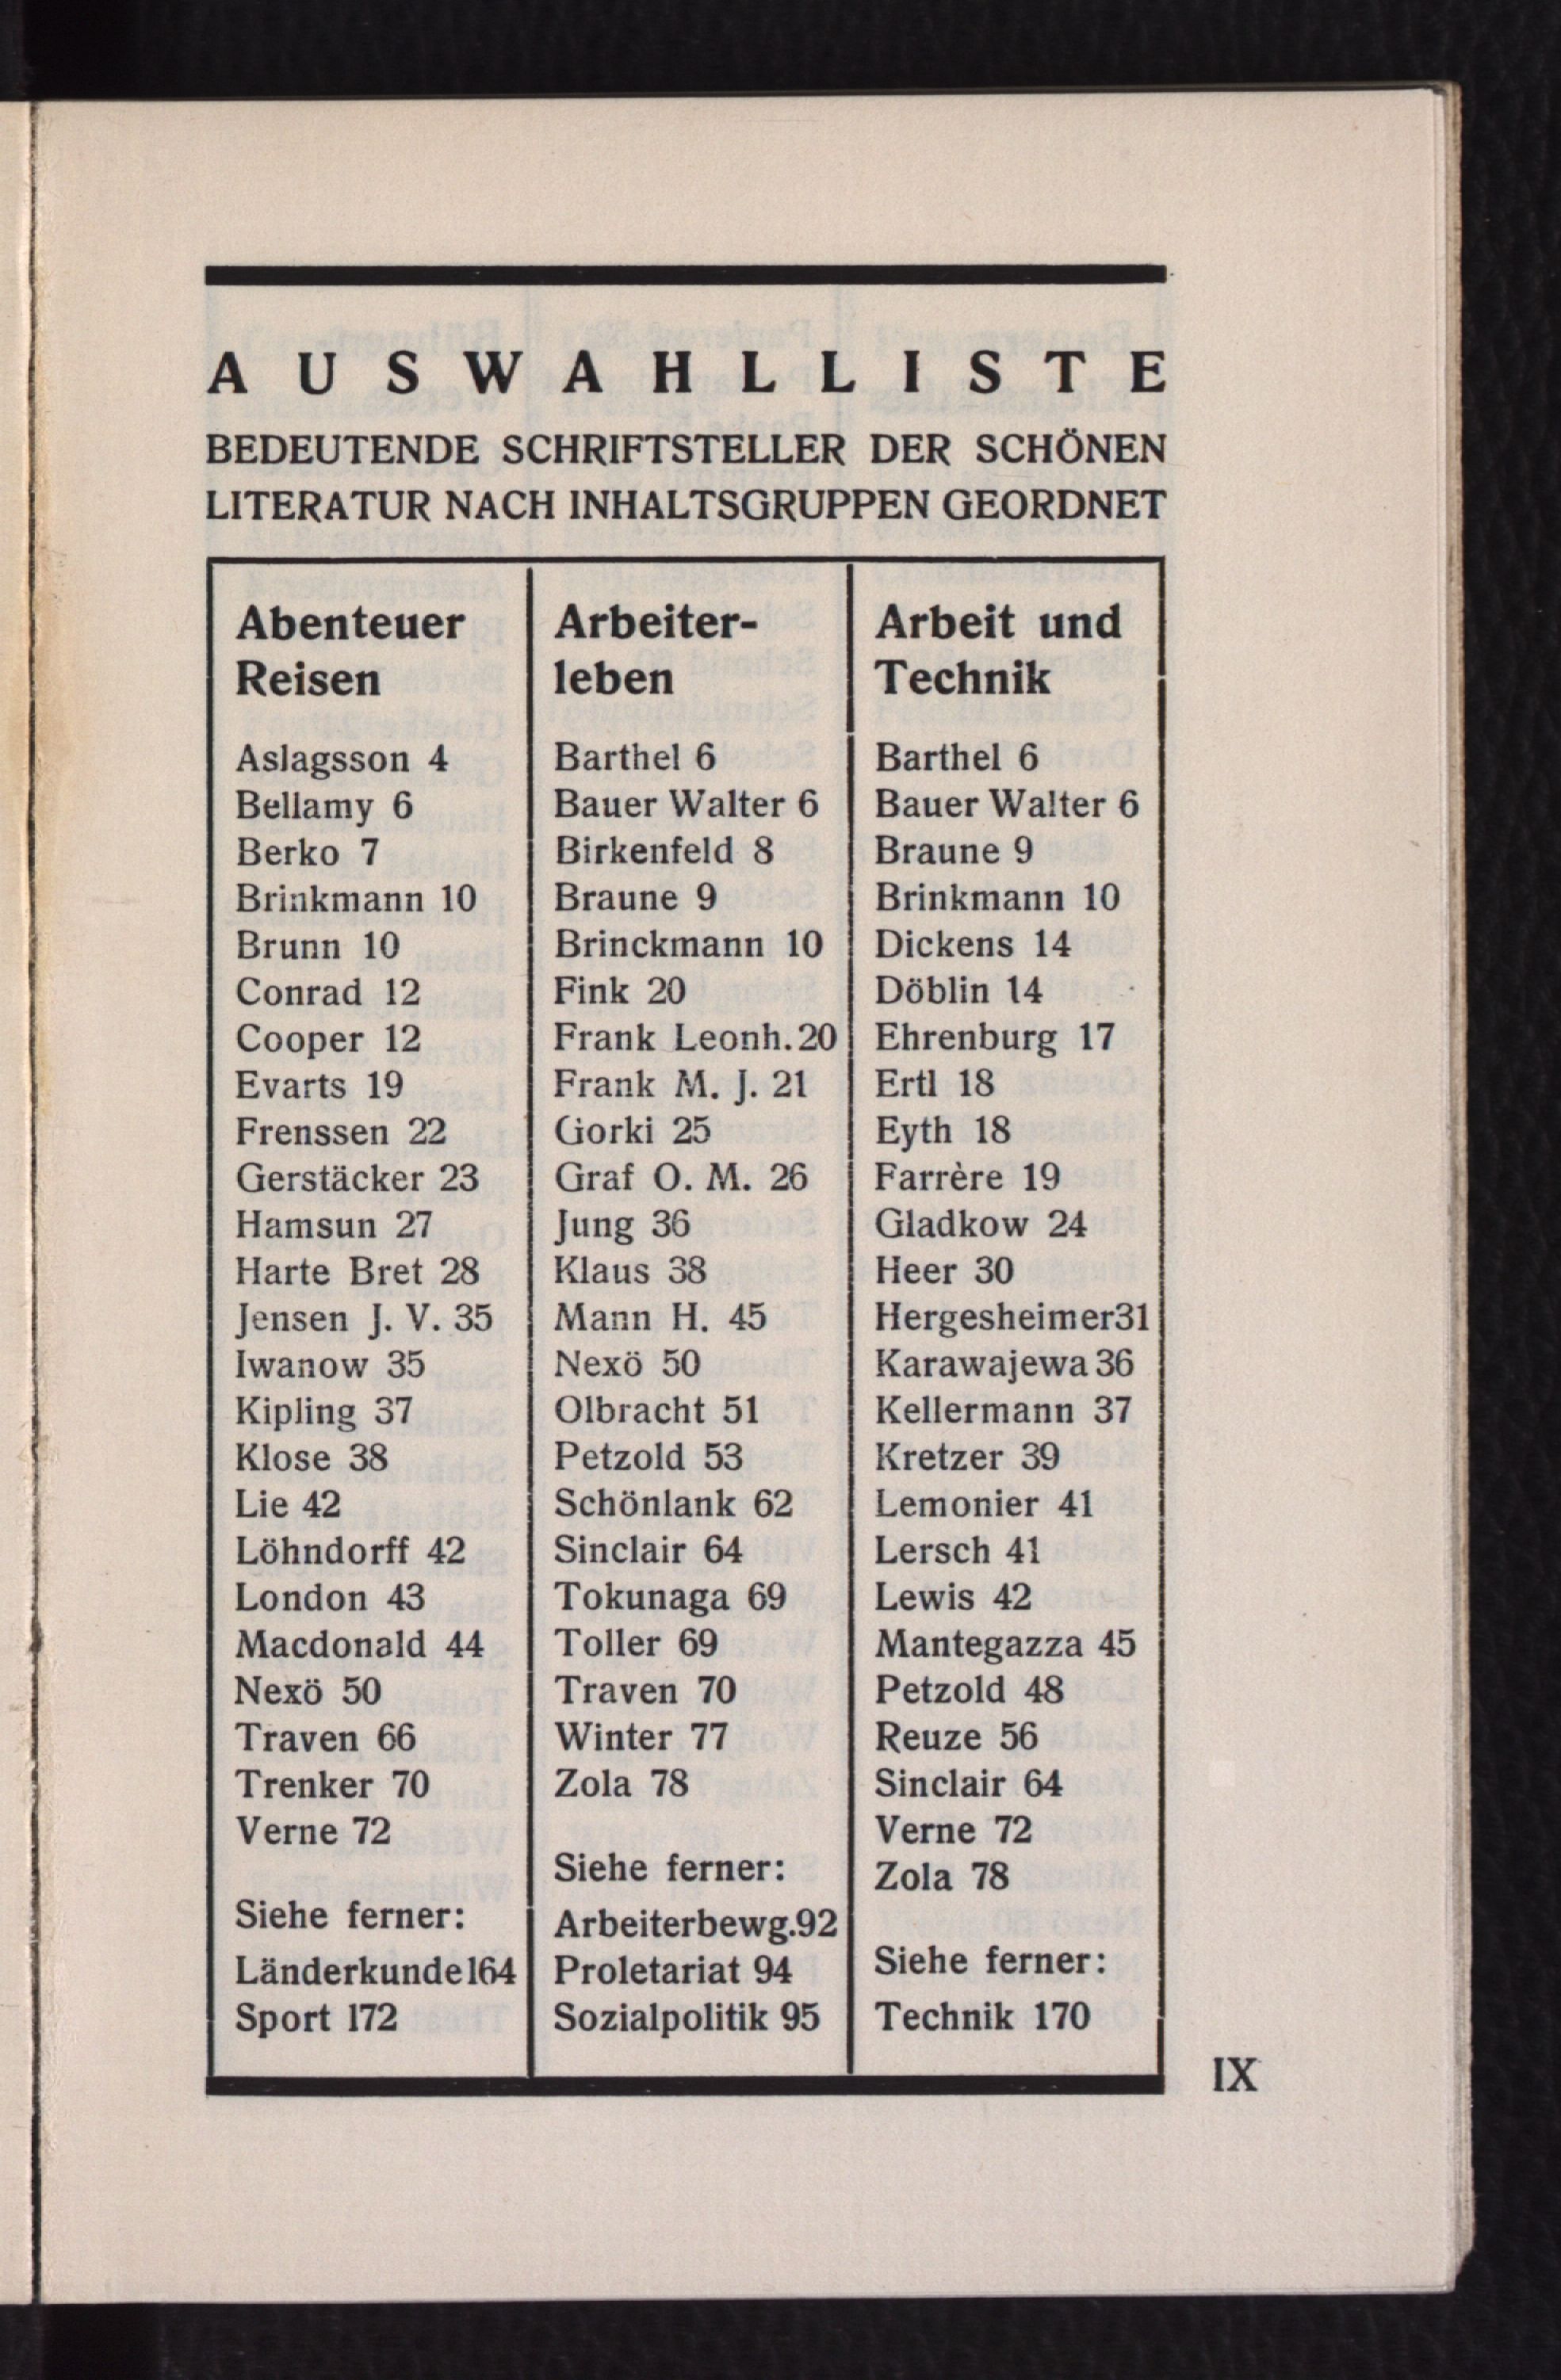 AUSWAHLLISTE
BEDEUTENDE SCHRIFTSTELLER DER SCHÖNEN
LITERATUR NACH INHALTSGRUPPEN GEORDNET
Abenteuer
Reisen
Aslagsson 4
Bellamy 6
Berko 7
Brinkmann 10
Brunn 10
Conrad 12
Cooper 12
Evarts 19
Frenssen 22
Gerstäcker 23
Hamsun 27
Harte Bret 28
Jensen J. V. 35
Iwanow 35
Kipling 37
Klose 38
Lie 42
Löhndorff 42
London 43
Macdonald 44
Nexö 50
Traven 66
Trenker 70
Verne 72
Siehe ferner:
Länderkunde 164
Sport 172
Arbeiter-
leben
Barthel 6
Bauer Walter 6
Birkenfeld 8
Braune 9
Brinckmann 10
Fink 20
Frank Leonh. 20
Frank M. J. 21
Gorki 25
Graf O. M. 26
Jung 36
Klaus 38
Mann H. 45
Nexö 50
Olbracht 51
Petzold 53
Schönlank 62
Sinclair 64
Tokunaga 69
Toller 69
Traven 70
Winter 77
Zola 78
Siehe ferner:
Arbeiterbewg. 92
Proletariat 94
Sozialpolitik 95
Arbeit und
Technik
Barthel 6
Bauer Walter 6
Braune 9
Brinkmann 10
Dickens 14
Döblin 14
Ehrenburg 17
Ertl 18
Eyth 18
Farrère 19
Gladkow 24
Heer 30
Hergesheimer 31
Karawajewa 36
Kellermann 37
Kretzer 39
Lemonier 41
Lersch 41
Lewis 42
Mantegazza 45
Petzold 48
Reuze 56
Sinclair 64
Verne 72
Zola 78
Siehe ferner:
Technik 170
IX